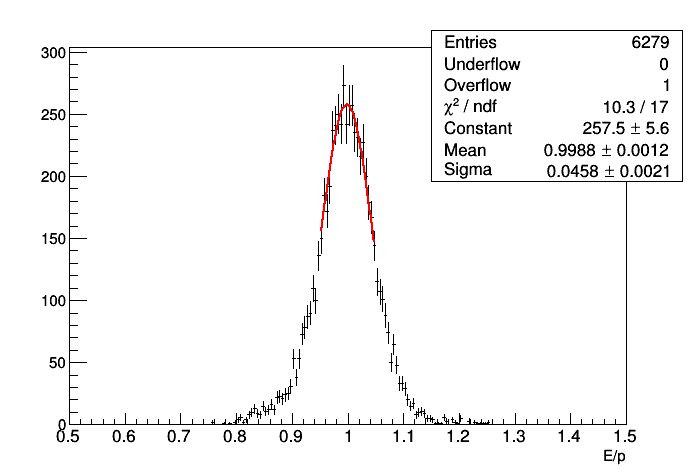 Entries 6279
Underflow 0
Overflow 1
χ² / ndf 10.3 / 17
Constant 257.5 ± 5.6
Mean 0.9988 ± 0.0012
Sigma 0.0458 ± 0.0021
300
250
200
150
100
50
0
0.5 0.6 0.7 0.8 0.9 1 1.1 1.2 1.3 1.4 1.5
E/p